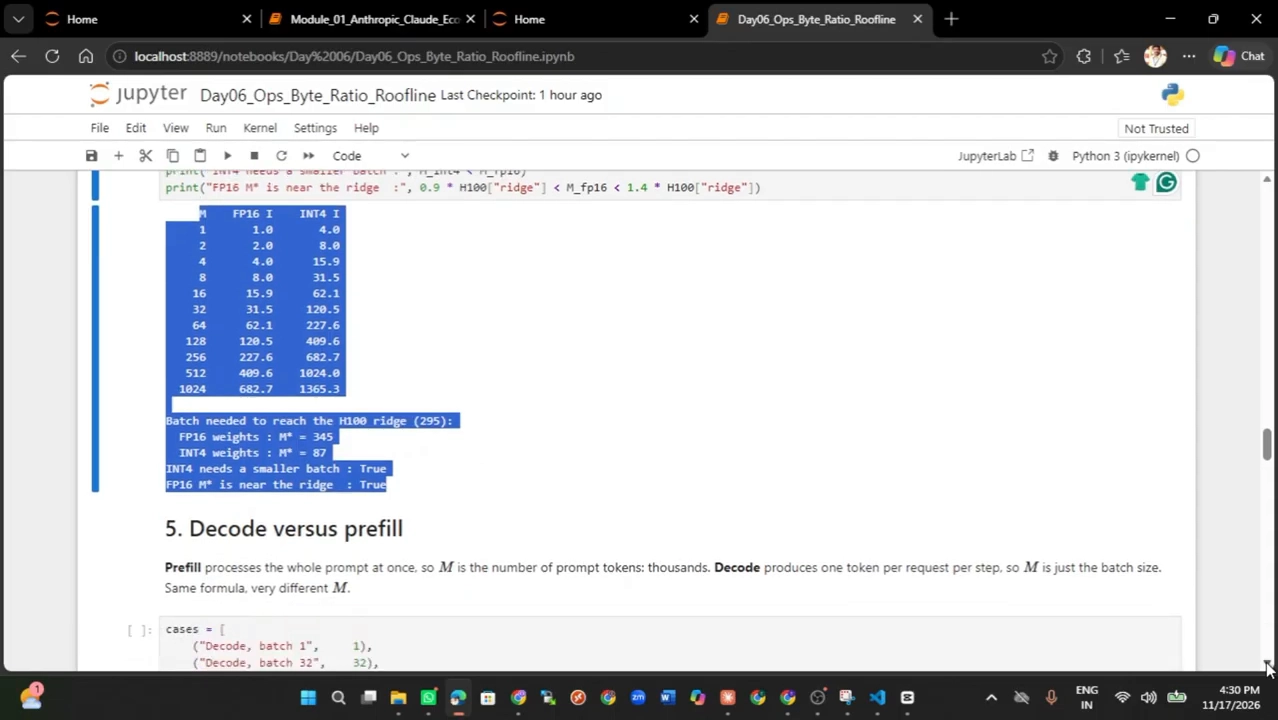 Home
Module_01_Anthropic_Claude_Eco
Home
Day06_Ops_Byte_Ratio_Roofline
localhost:8889/notebooks/Day%2006/Day06_Ops_Byte_Ratio_Roofline.ipynb
Chat
jupyter Day06_Ops_Byte_Ratio_Roofline Last Checkpoint: 1 hour ago
File Edit View Run Kernel Settings Help
Not Trusted
Code
JupyterLab
Python 3 (ipykernel)
print("INT4 needs a smaller batch :", M_int4 < M_fp16)
print("FP16 M* is near the ridge  :", 0.9 * H100["ridge"] < M_fp16 < 1.4 * H100["ridge"])
M FP16 I INT4 I
1 1.0 4.0
2 2.0 8.0
4 4.0 15.9
8 8.0 31.5
16 15.9 62.1
32 31.5 120.5
64 62.1 227.6
128 120.5 409.6
256 227.6 682.7
512 409.6 1024.0
1024 682.7 1365.3
Batch needed to reach the H100 ridge (295):
FP16 weights : M* = 345
INT4 weights : M* = 87
INT4 needs a smaller batch : True
FP16 M* is near the ridge  : True
5. Decode versus prefill
Prefill processes the whole prompt at once, so M is the number of prompt tokens: thousands. Decode produces one token per request per step, so M is just the batch size.
Same formula, very different M.
[ ]:
cases = [
("Decode, batch 1", 1),
("Decode, batch 32", 32),
1
ENG
IN
4:30 PM
11/17/2026